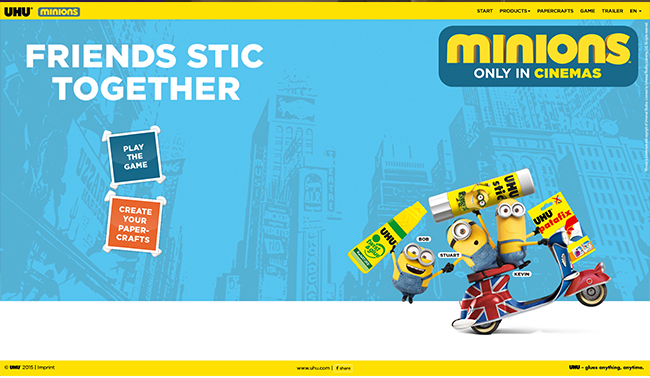 UHU MINIONS
START PRODUCTS PAPERCRAFTS GAME TRAILER EN
FRIENDS STIC
TOGETHER
MINIONS
ONLY IN CINEMAS
PLAY
THE
GAME
CREATE
YOUR
PAPER-
CRAFTS
UHU
stic
UHU
twist & glue
UHU
patafix
BOB
STUART
KEVIN
© UHU 2015 | Imprint
www.uhu.com | f share
UHU – glues anything, anytime.